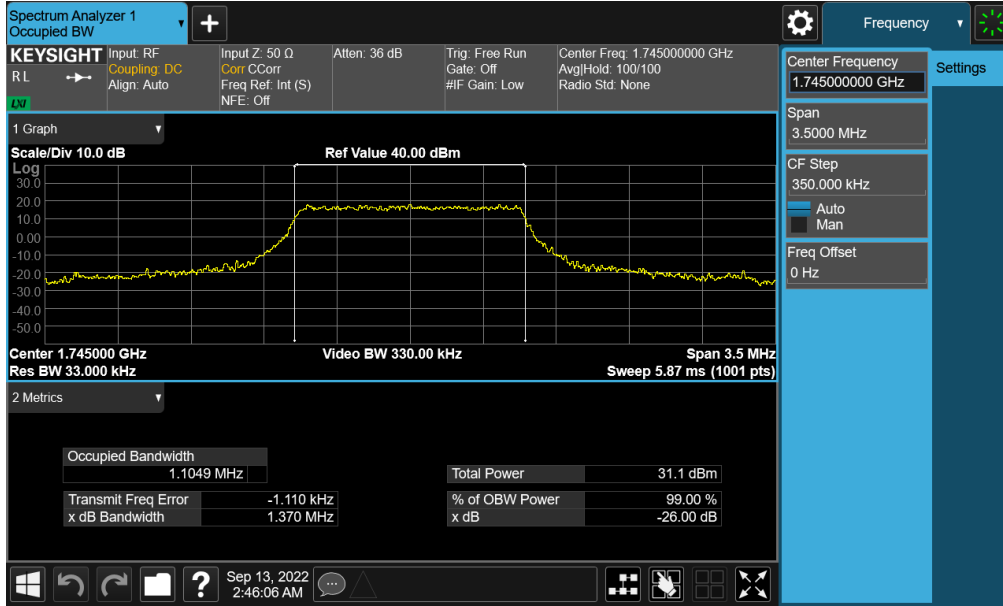 Spectrum Analyzer 1
Occupied BW
Frequency
KEYSIGHT
R L
LXI
Input: RF
Coupling: DC
Align: Auto
Input Z: 50 Ω
Corr CCorr
Freq Ref: Int (S)
NFE: Off
Atten: 36 dB
Trig: Free Run
Gate: Off
#IF Gain: Low
Center Freq: 1.745000000 GHz
Avg|Hold: 100/100
Radio Std: None
Center Frequency
1.745000000 GHz
Settings
Span
3.5000 MHz
CF Step
350.000 kHz
Auto
Man
Freq Offset
0 Hz
1 Graph
Scale/Div 10.0 dB
Ref Value 40.00 dBm
Log
30.0
20.0
10.0
0.00
-10.0
-20.0
-30.0
-40.0
-50.0
Center 1.745000 GHz
Video BW 330.00 kHz
Span 3.5 MHz
Res BW 33.000 kHz
Sweep 5.87 ms (1001 pts)
2 Metrics
Occupied Bandwidth
1.1049 MHz
Total Power 31.1 dBm
Transmit Freq Error -1.110 kHz
% of OBW Power 99.00 %
x dB Bandwidth 1.370 MHz
x dB -26.00 dB
?
Sep 13, 2022
2:46:06 AM